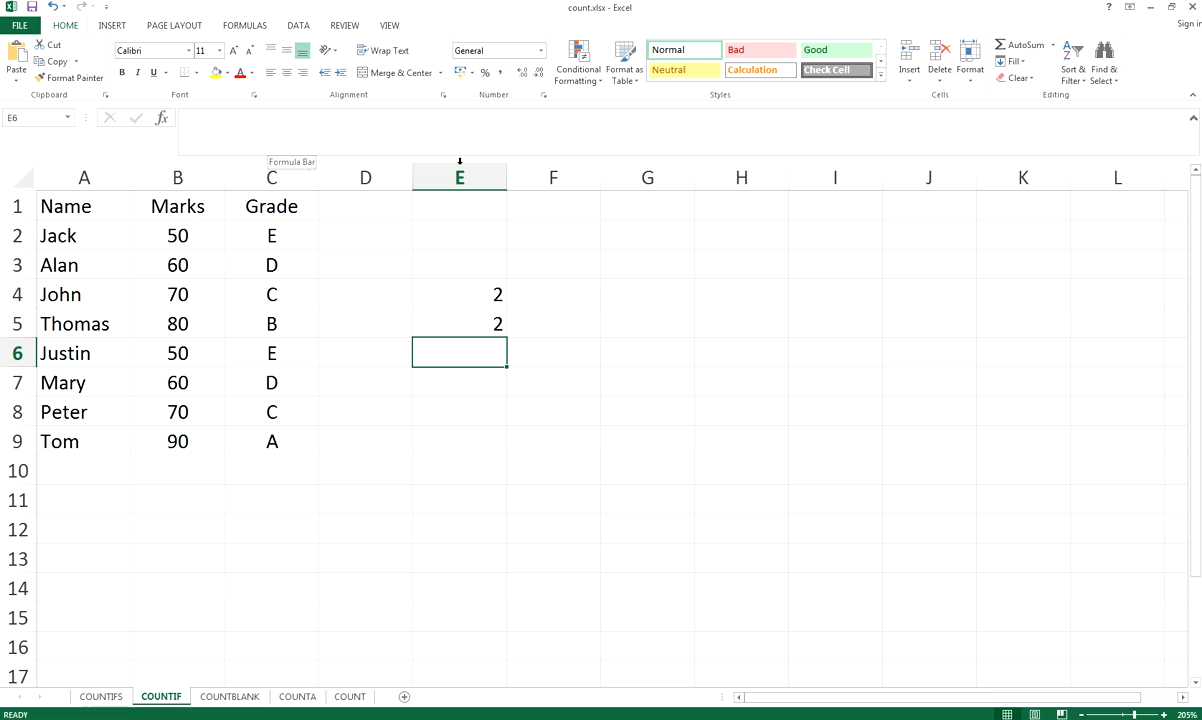 count.xlsx - Excel
Sign in
FILE HOME INSERT PAGE LAYOUT FORMULAS DATA REVIEW VIEW
Paste
Cut
Copy
Format Painter
Clipboard
Calibri 11
B I U
Font
Wrap Text
Merge & Center
Alignment
General
Number
Conditional Formatting
Format as Table
Normal Bad Good
Neutral Calculation Check Cell
Styles
Insert Delete Format
Cells
AutoSum
Fill
Clear
Sort & Filter
Find & Select
Editing
E6
fx
Formula Bar
A B C D E F G H I J K L
1 Name Marks Grade
2 Jack 50 E
3 Alan 60 D
4 John 70 C 2
5 Thomas 80 B 2
6 Justin 50 E
7 Mary 60 D
8 Peter 70 C
9 Tom 90 A
10
11
12
13
14
15
16
17
COUNTIFS COUNTIF COUNTBLANK COUNTA COUNT
READY
205%